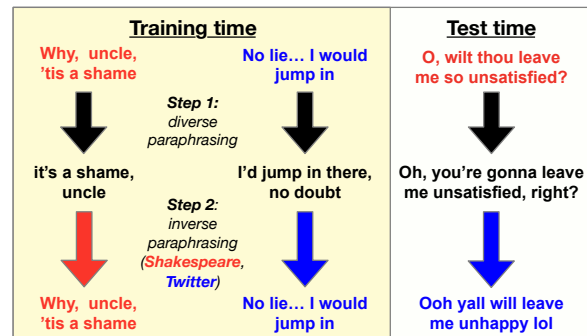 Training time
Why, uncle,
'tis a shame
No lie... I would
jump in
Step 1:
diverse
paraphrasing
it's a shame,
uncle
I'd jump in there,
no doubt
Step 2:
inverse
paraphrasing
(Shakespeare,
Twitter)
Why, uncle,
'tis a shame
No lie... I would
jump in
Test time
O, wilt thou leave
me so unsatisfied?
Oh, you're gonna leave
me unsatisfied, right?
Ooh yall will leave
me unhappy lol